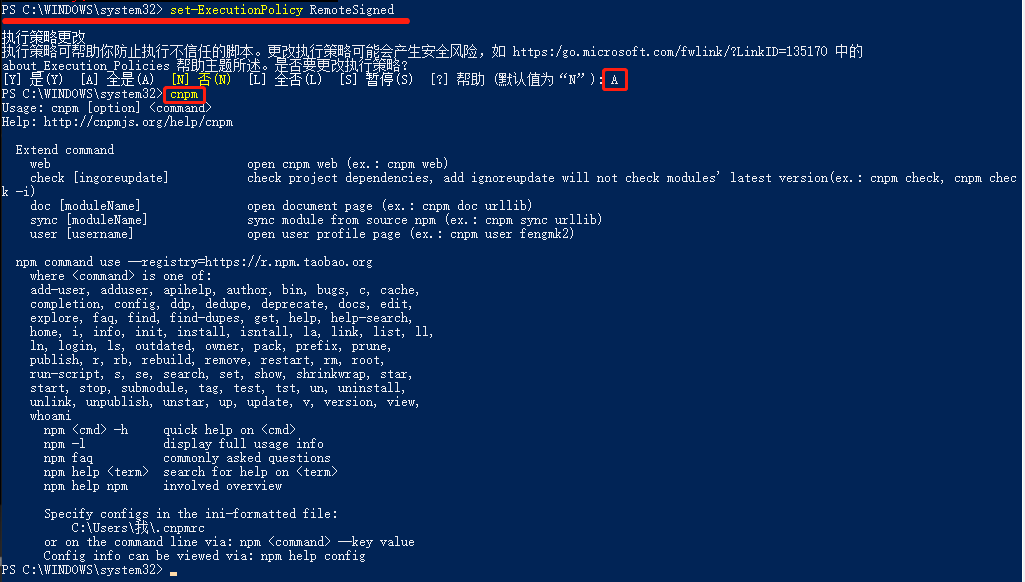 PS C:\WINDOWS\system32> set-ExecutionPolicy RemoteSigned
执行策略更改
执行策略可帮助你防止执行不信任的脚本。更改执行策略可能会产生安全风险，如 https:/go.microsoft.com/fwlink/?LinkID=135170 中的
about_Execution_Policies 帮助主题所述。是否要更改执行策略?
[Y] 是(Y)  [A] 全是(A)  [N] 否(N)  [L] 全否(L)  [S] 暂停(S)  [?] 帮助 (默认值为“N”): A
PS C:\WINDOWS\system32> cnpm
Usage: cnpm [option] <command>
Help: http://cnpmjs.org/help/cnpm
Extend command
web                             open cnpm web (ex.: cnpm web)
check [ingoreupdate]            check project dependencies, add ignoreupdate will not check modules' latest version(ex.: cnpm check, cnpm chec
k -i)
doc [moduleName]                open document page (ex.: cnpm doc urllib)
sync [moduleName]               sync module from source npm (ex.: cnpm sync urllib)
user [username]                 open user profile page (ex.: cnpm user fengmk2)
npm command use --registry=https://r.npm.taobao.org
where <command> is one of:
add-user, adduser, apihelp, author, bin, bugs, c, cache,
completion, config, ddp, dedupe, deprecate, docs, edit,
explore, faq, find, find-dupes, get, help, help-search,
home, i, info, init, install, isntall, la, link, list, ll,
ln, login, ls, outdated, owner, pack, prefix, prune,
publish, r, rb, rebuild, remove, restart, rm, root,
run-script, s, se, search, set, show, shrinkwrap, star,
start, stop, submodule, tag, test, tst, un, uninstall,
unlink, unpublish, unstar, up, update, v, version, view,
whoami
npm <cmd> -h     quick help on <cmd>
npm -l           display full usage info
npm faq          commonly asked questions
npm help <term>  search for help on <term>
npm help npm     involved overview
Specify configs in the ini-formatted file:
C:\Users\我\.cnpmrc
or on the command line via: npm <command> --key value
Config info can be viewed via: npm help config
PS C:\WINDOWS\system32>